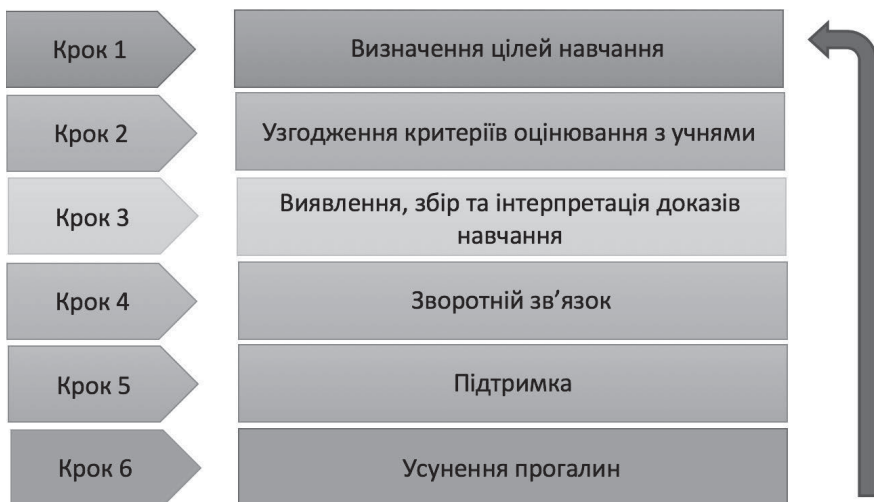 Крок 1
Визначення цілей навчання
Крок 2
Узгодження критеріїв оцінювання з учнями
Крок 3
Виявлення, збір та інтерпретація доказів
навчання
Крок 4
Зворотній зв’язок
Крок 5
Підтримка
Крок 6
Усунення прогалин